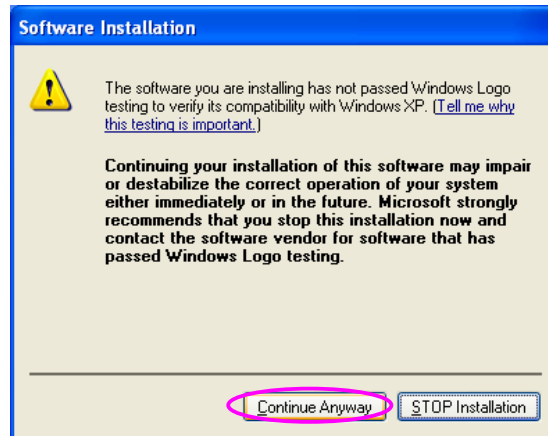 Software Installation
The software you are installing has not passed Windows Logo
testing to verify its compatibility with Windows XP. (Tell me why
this testing is important.)
Continuing your installation of this software may impair
or destabilize the correct operation of your system
either immediately or in the future. Microsoft strongly
recommends that you stop this installation now and
contact the software vendor for software that has
passed Windows Logo testing.
Continue Anyway STOP Installation